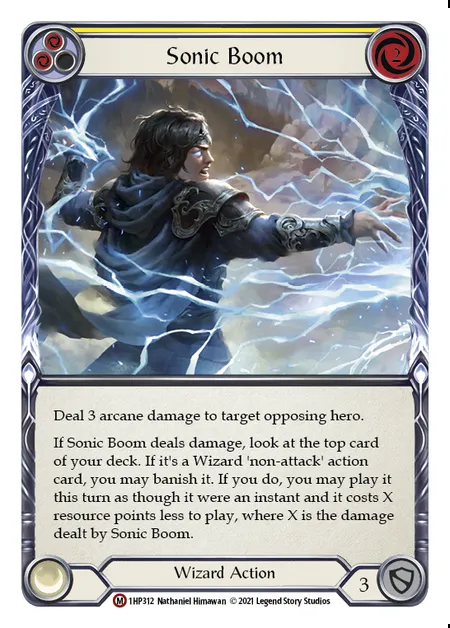 Sonic Boom
2
Deal 3 arcane damage to target opposing hero.
If Sonic Boom deals damage, look at the top card
of your deck. If it's a Wizard 'non-attack' action
card, you may banish it. If you do, you may play it
this turn as though it were an instant and it costs X
resource points less to play, where X is the damage
dealt by Sonic Boom.
Wizard Action
3
M 1HP312 Nathaniel Himawan © 2021 Legend Story Studios